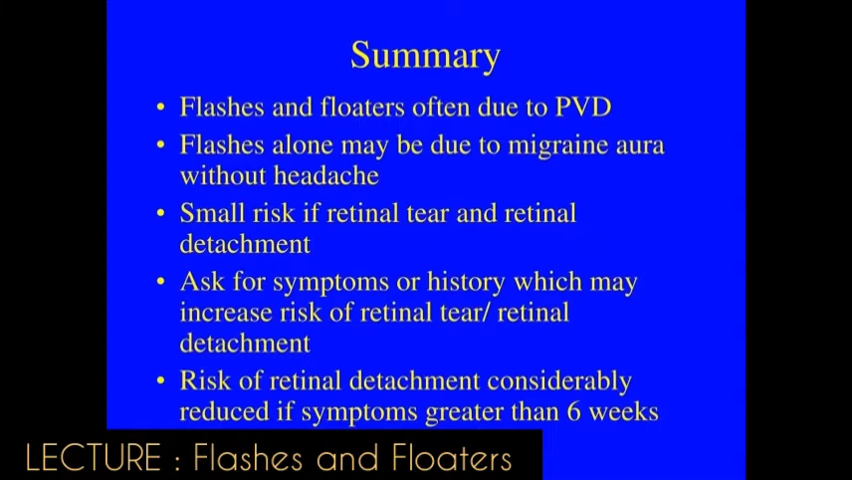 Summary
• Flashes and floaters often due to PVD
• Flashes alone may be due to migraine aura
without headache
• Small risk if retinal tear and retinal
detachment
• Ask for symptoms or history which may
increase risk of retinal tear/ retinal
detachment
• Risk of retinal detachment considerably
reduced if symptoms greater than 6 weeks
LECTURE : Flashes and Floaters